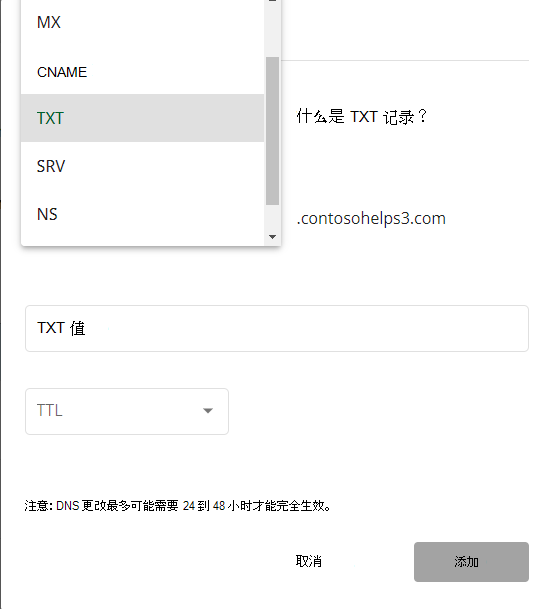 MX
CNAME
TXT
什么是 TXT 记录？
SRV
NS
.contosohelps3.com
TXT 值
TTL
注意: DNS 更改最多可能需要 24 到 48 小时才能完全生效。
取消
添加